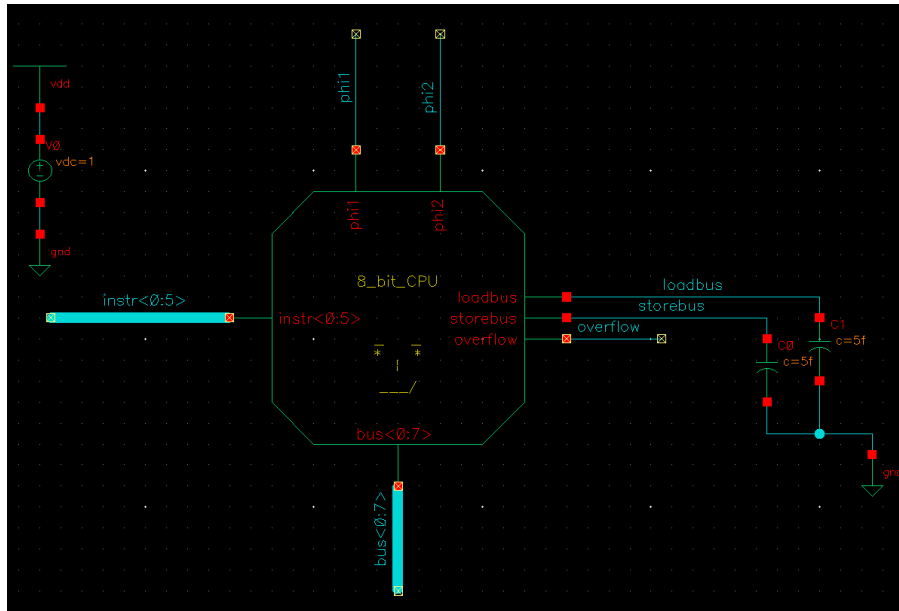 phi1
phi2
vdd
V0
vdc=1
gnd
phi1
phi2
8_bit_CPU
instr<0:5>
instr<0:5>
loadbus
loadbus
storebus
storebus
overflow
overflow
C1
c=5f
C0
c=5f
bus<0:7>
bus<0:7>
gnd